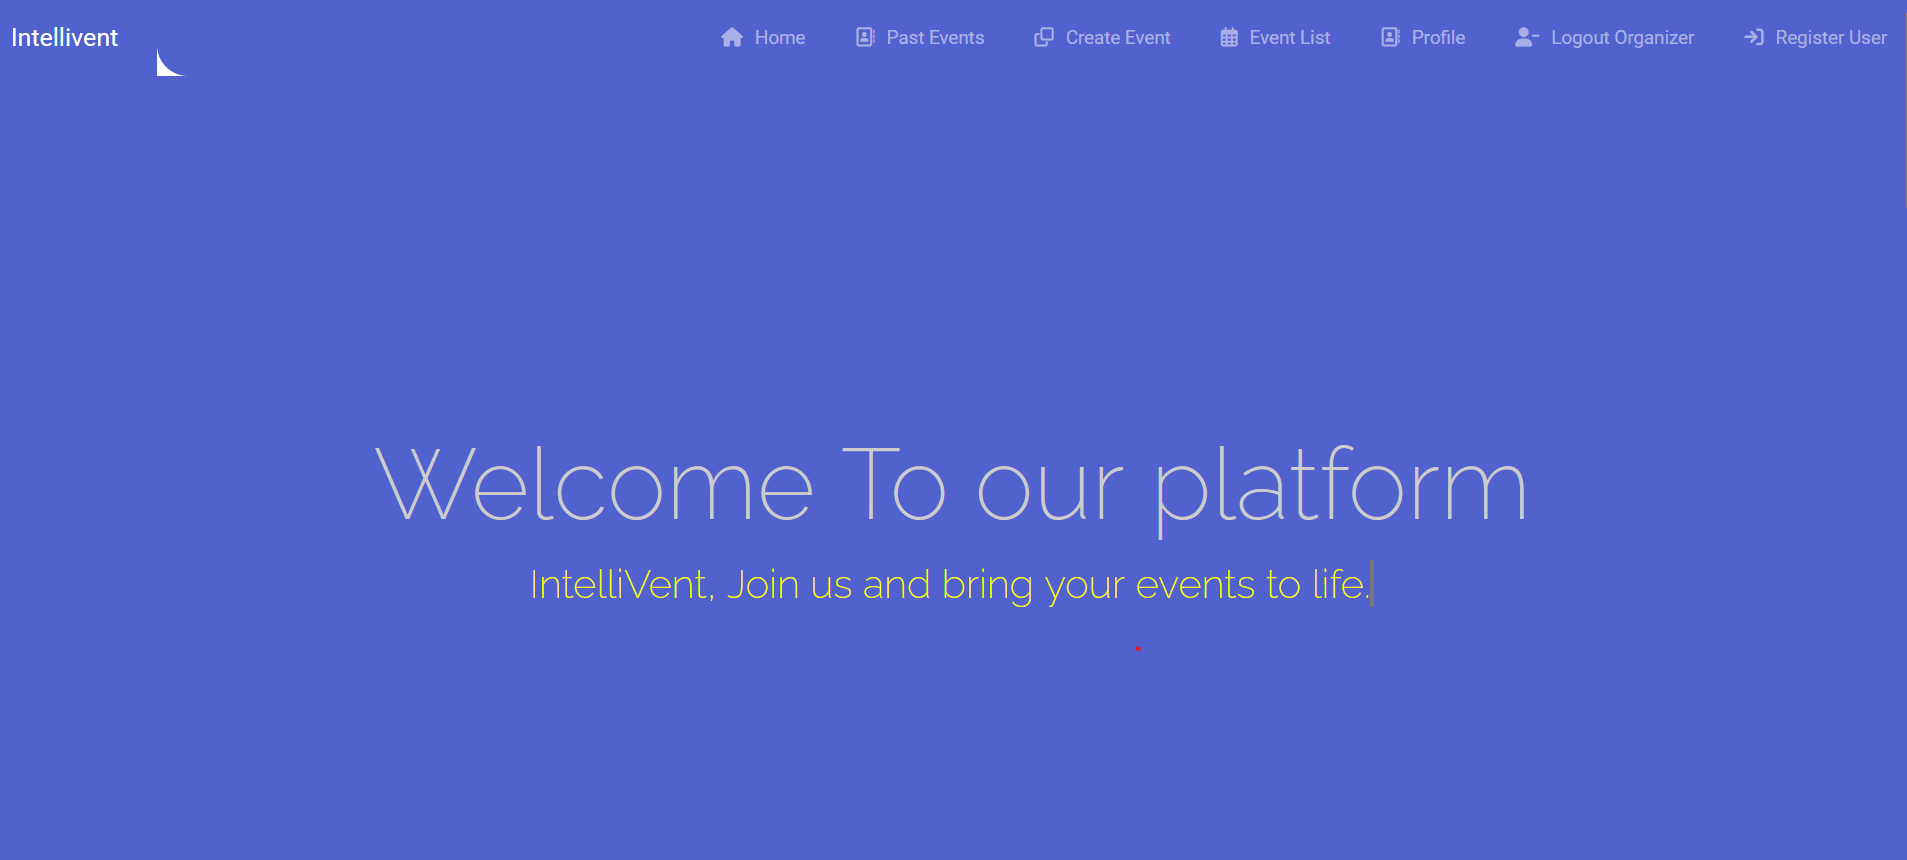 Intellivent
Home Past Events Create Event Event List Profile Logout Organizer Register User
Welcome To our platform
IntelliVent, Join us and bring your events to life.